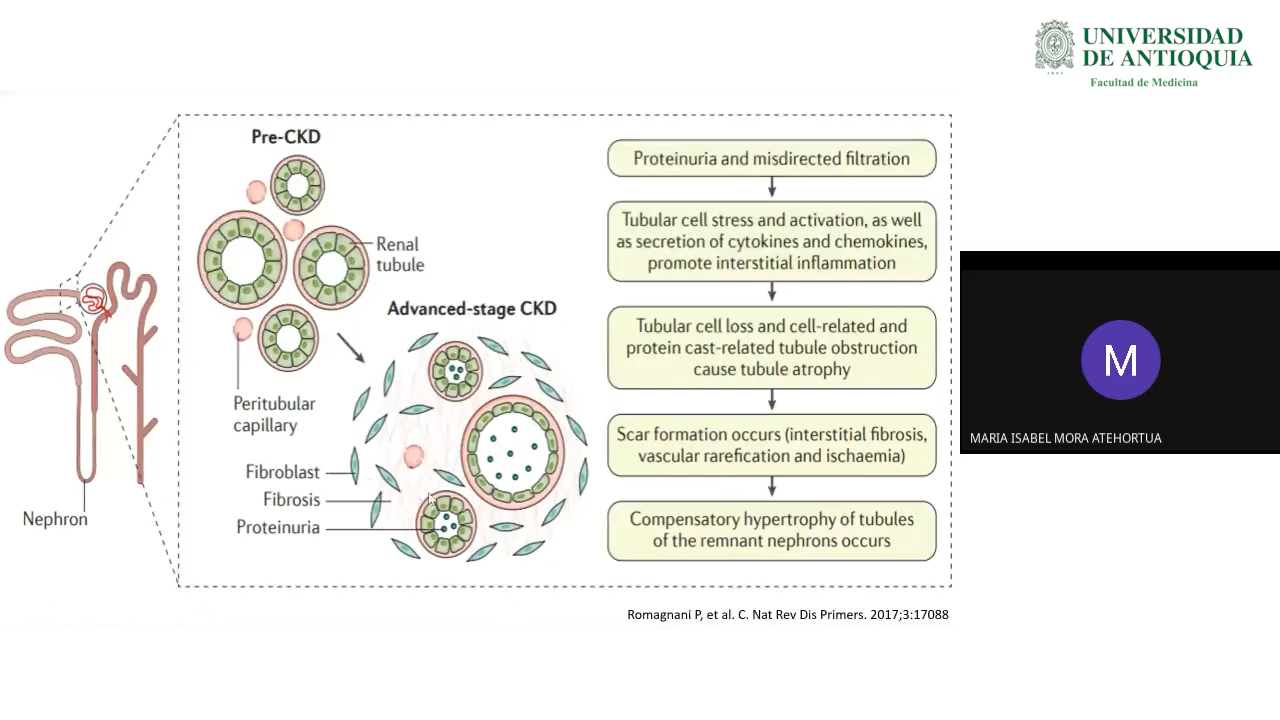 UNIVERSIDAD
DE ANTIOQUIA
Facultad de Medicina
Pre-CKD
Renal
tubule
Advanced-stage CKD
Peritubular
capillary
Fibroblast
Fibrosis
Proteinuria
Nephron
Proteinuria and misdirected filtration
Tubular cell stress and activation, as well
as secretion of cytokines and chemokines,
promote interstitial inflammation
Tubular cell loss and cell-related and
protein cast-related tubule obstruction
cause tubule atrophy
Scar formation occurs (interstitial fibrosis,
vascular rarefication and ischaemia)
Compensatory hypertrophy of tubules
of the remnant nephrons occurs
Romagnani P, et al. C. Nat Rev Dis Primers. 2017;3:17088
M
MARIA ISABEL MORA ATEHORTUA